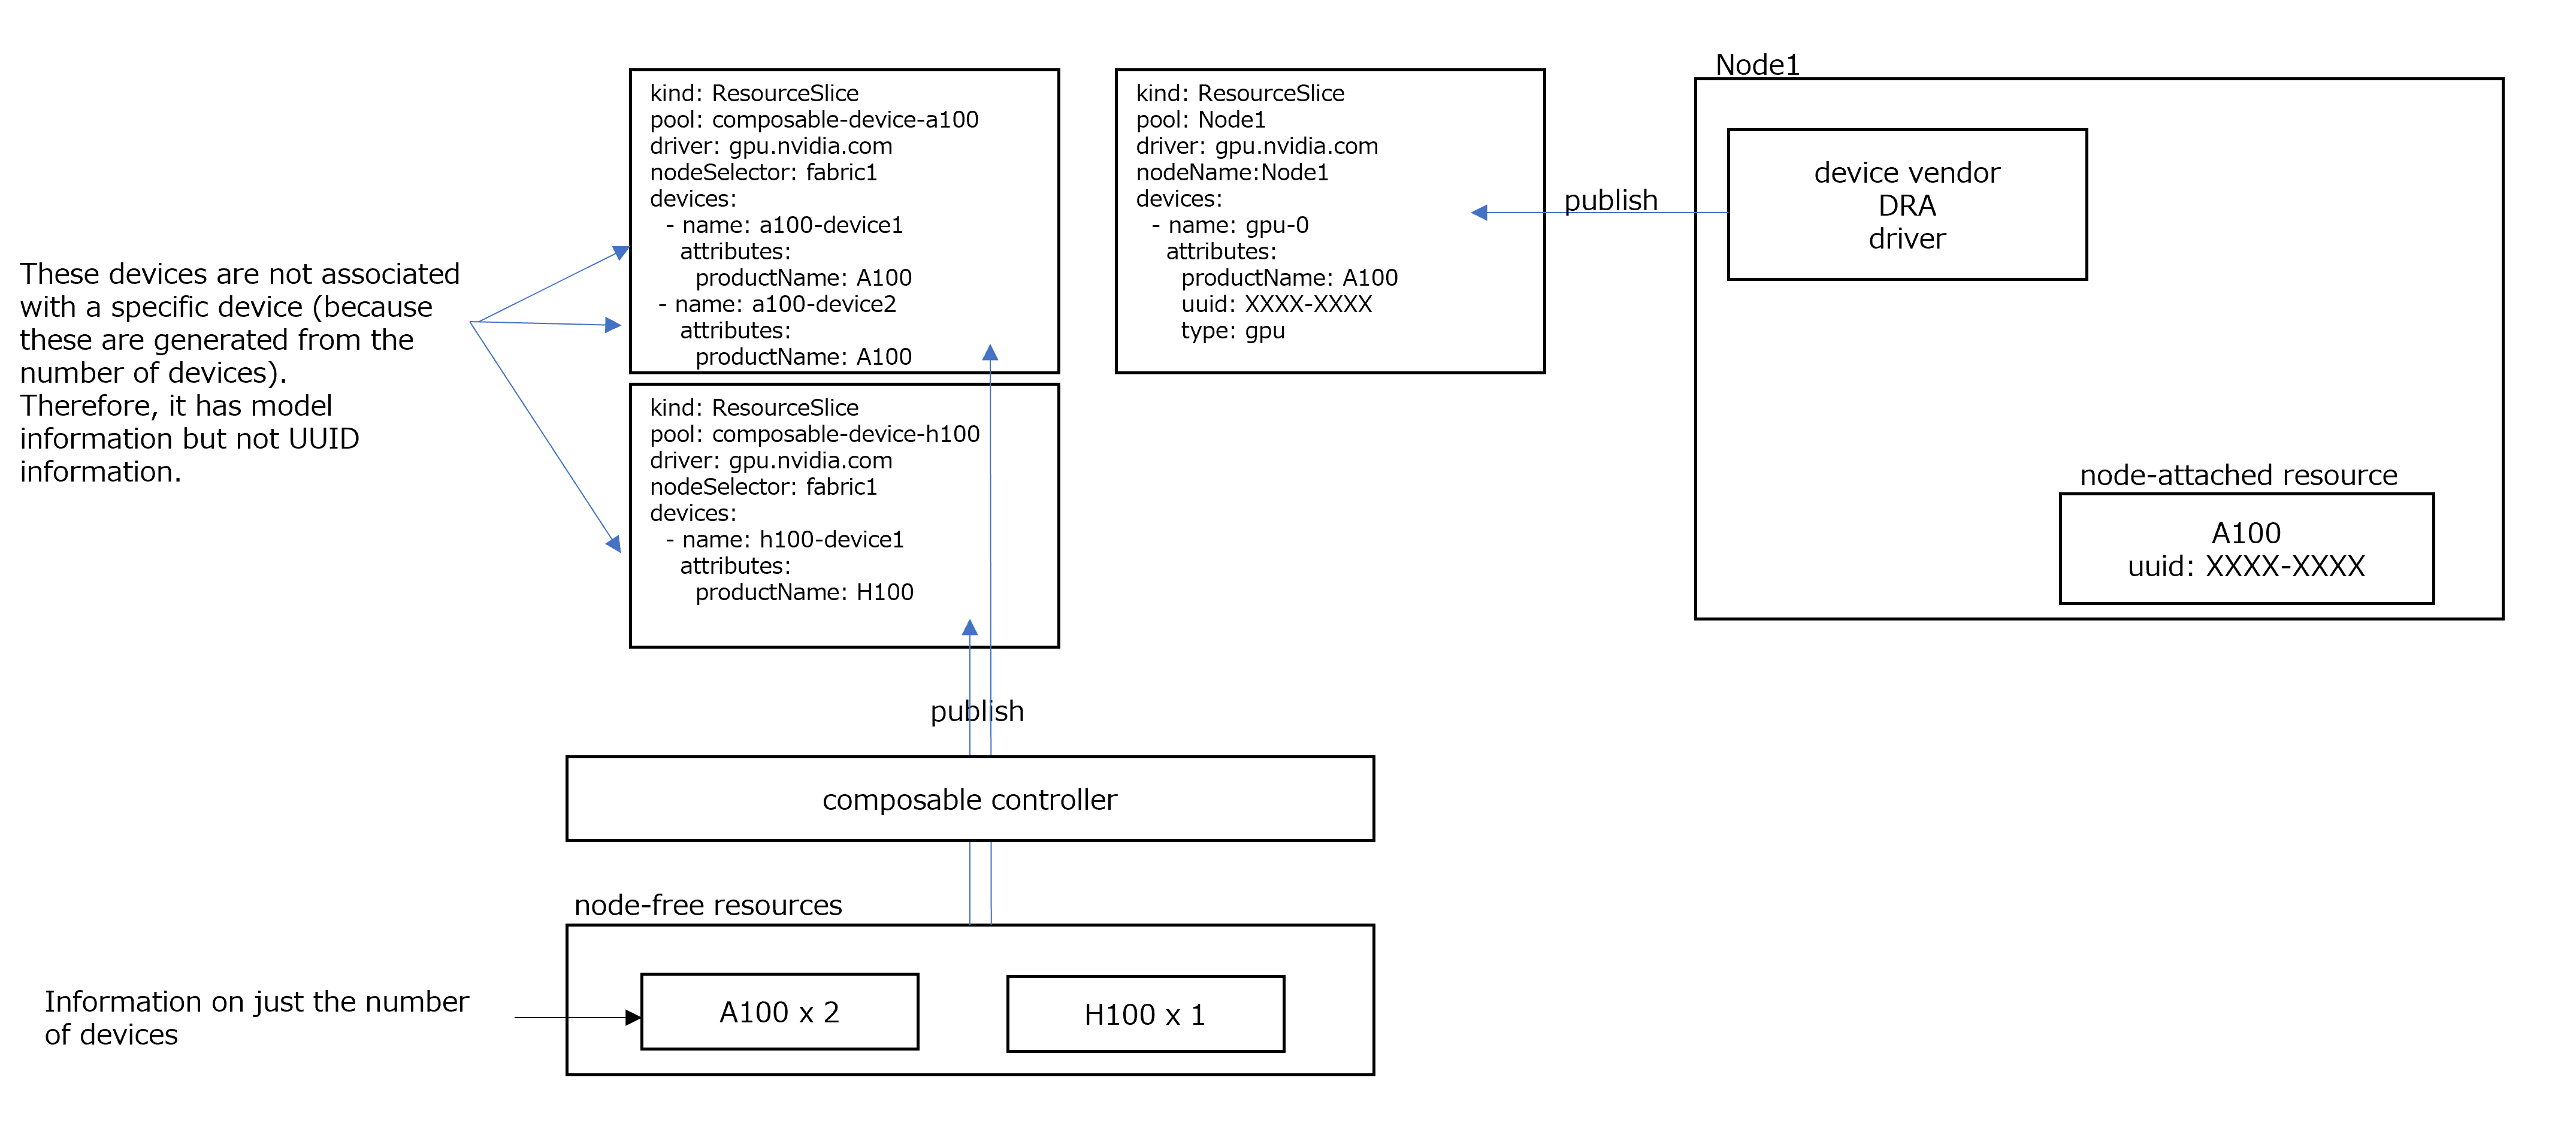 Node1
kind: ResourceSlice
pool: composable-device-a100
driver: gpu.nvidia.com
nodeSelector: fabric1
devices:
- name: a100-device1
attributes:
productName: A100
- name: a100-device2
attributes:
productName: A100
kind: ResourceSlice
pool: Node1
driver: gpu.nvidia.com
nodeName:Node1
devices:
- name: gpu-0
attributes:
productName: A100
uuid: XXXX-XXXX
type: gpu
publish
device vendor
DRA
driver
These devices are not associated
with a specific device (because
these are generated from the
number of devices).
Therefore, it has model
information but not UUID
information.
kind: ResourceSlice
pool: composable-device-h100
driver: gpu.nvidia.com
nodeSelector: fabric1
devices:
- name: h100-device1
attributes:
productName: H100
node-attached resource
A100
uuid: XXXX-XXXX
publish
composable controller
node-free resources
Information on just the number
of devices
A100 x 2
H100 x 1